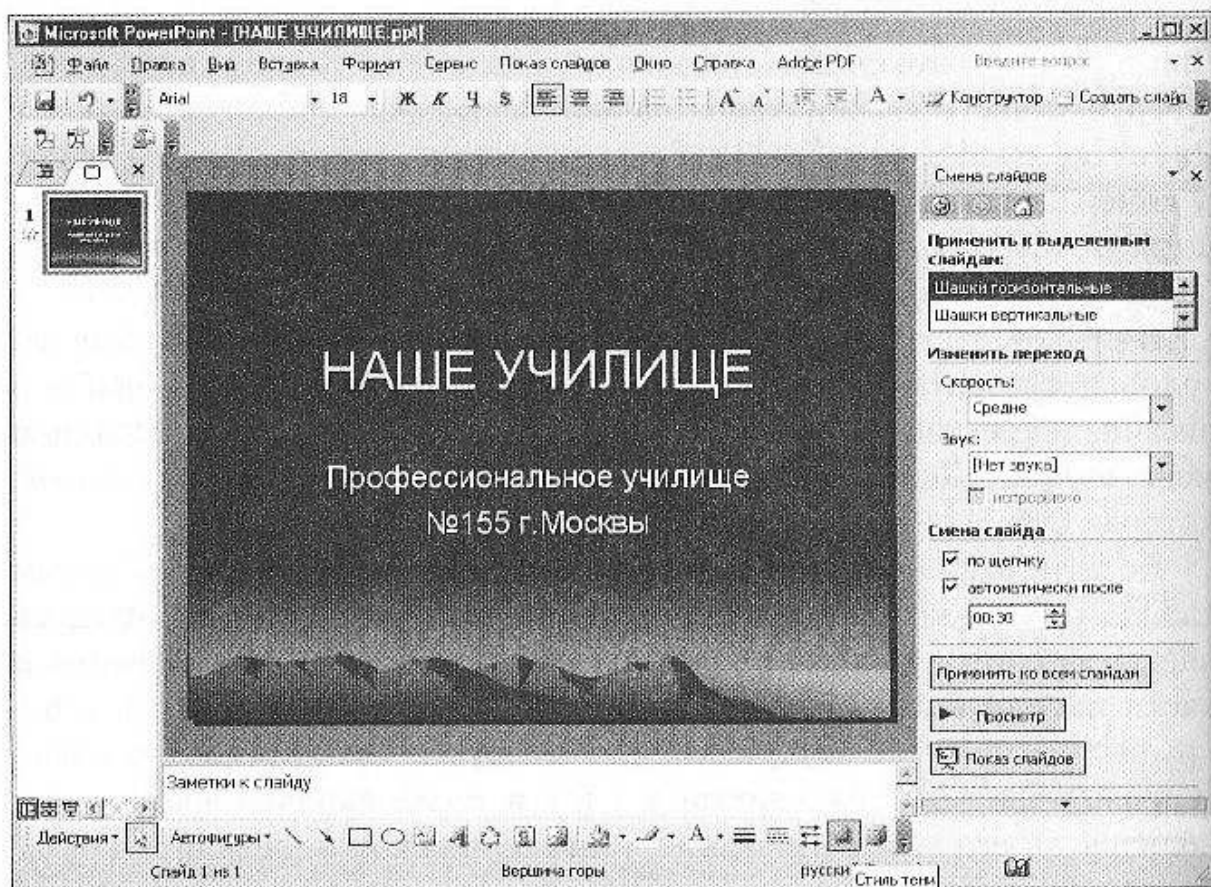 Microsoft PowerPoint - [НАШЕ УЧИЛИЩЕ.ppt]
Файл Правка Вид Вставка Формат Сервис Показ слайдов Окно Справка Adobe PDF Введите вопрос
Arial 18 Ж К Ч S A A A Конструктор Создать слайд
1
НАШЕ УЧИЛИЩЕ
Профессиональное училище
№155 г.Москвы
Смена слайдов
Применить к выделенным
слайдам:
Шашки горизонтальные
Шашки вертикальные
Изменить переход
Скорость:
Средне
Звук:
[Нет звука]
непрерывно
Смена слайда
по щелчку
автоматически после
00:30
Применить ко всем слайдам
Просмотр
Показ слайдов
Заметки к слайду
Действия Автофигуры A
Слайд 1 из 1 Вершина горы русский
Стиль тени